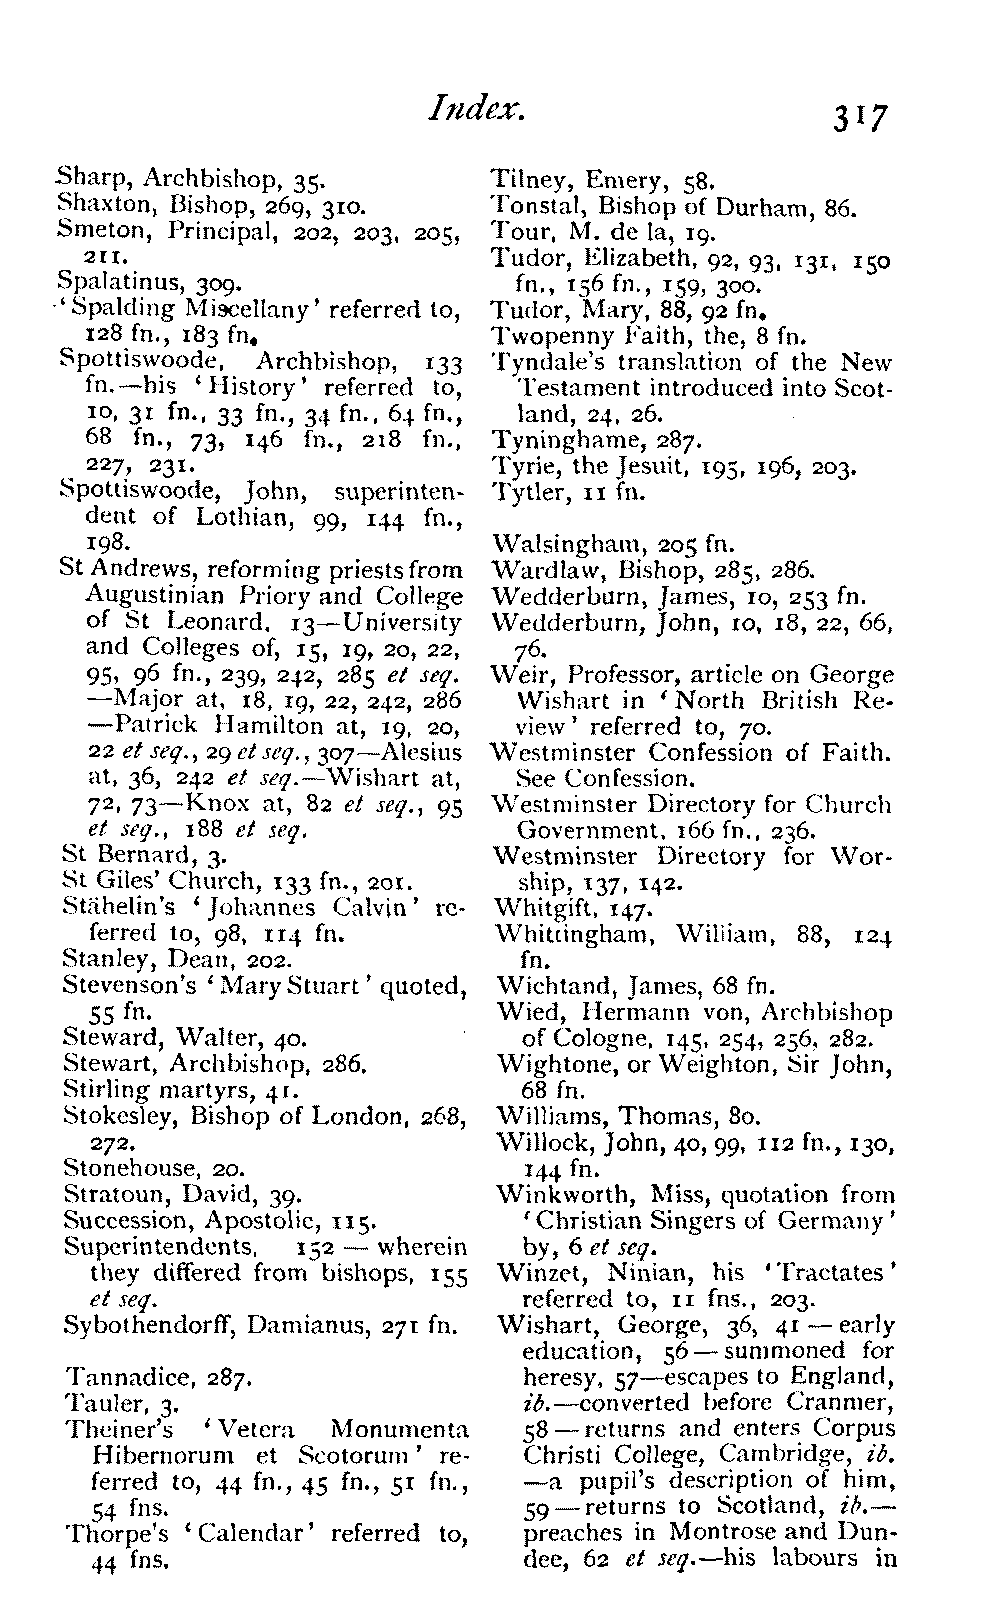 Index.
317
Sharp, Archbishop, 35.
Shaxton, Bishop, 269, 310.
Smeton, Principal, 202, 203, 205,
211.
Spalatinus, 309.
'Spalding Miscellany' referred to,
128 fn., 183 fn.
Spottiswoode, Archbishop, 133
fn.—his 'History' referred to,
10, 31 fn., 33 fn., 34 fn., 64 fn.,
68 fn., 73, 146 fn., 218 fn.,
227, 231.
Spottiswoode, John, superinten-
dent of Lothian, 99, 144 fn.,
198.
St Andrews, reforming priests from
Augustinian Priory and College
of St Leonard, 13—University
and Colleges of, 15, 19, 20, 22,
95, 96 fn., 239, 242, 285 et seq.
—Major at, 18, 19, 22, 242, 286
—Patrick Hamilton at, 19, 20,
22 et seq., 29 et seq., 307—Alesius
at, 36, 242 et seq.—Wishart at,
72, 73—Knox at, 82 et seq., 95
et seq., 188 et seq.
St Bernard, 3.
St Giles' Church, 133 fn., 201.
Stähelin's 'Johannes Calvin' re-
ferred to, 98, 114 fn.
Stanley, Dean, 202.
Stevenson's 'Mary Stuart' quoted,
55 fn.
Steward, Walter, 40.
Stewart, Archbishop, 286.
Stirling martyrs, 41.
Stokesley, Bishop of London, 268,
272.
Stonehouse, 20.
Stratoun, David, 39.
Succession, Apostolic, 115.
Superintendents, 152 — wherein
they differed from bishops, 155
et seq.
Sybothendorff, Damianus, 271 fn.
Tannadice, 287.
Tauler, 3.
Theiner's 'Vetera Monumenta
Hibernorum et Scotorum' re-
ferred to, 44 fn., 45 fn., 51 fn.,
54 fns.
Thorpe's 'Calendar' referred to,
44 fns.
Tilney, Emery, 58.
Tonstal, Bishop of Durham, 86.
Tour, M. de la, 19.
Tudor, Elizabeth, 92, 93, 131, 150
fn., 156 fn., 159, 300.
Tudor, Mary, 88, 92 fn.
Twopenny Faith, the, 8 fn.
Tyndale's translation of the New
Testament introduced into Scot-
land, 24, 26.
Tyninghame, 287.
Tyrie, the Jesuit, 195, 196, 203.
Tytler, 11 fn.
Walsingham, 205 fn.
Wardlaw, Bishop, 285, 286.
Wedderburn, James, 10, 253 fn.
Wedderburn, John, 10, 18, 22, 66,
76.
Weir, Professor, article on George
Wishart in 'North British Re-
view' referred to, 70.
Westminster Confession of Faith.
See Confession.
Westminster Directory for Church
Government, 166 fn., 236.
Westminster Directory for Wor-
ship, 137, 142.
Whitgift, 147.
Whittingham, William, 88, 124
fn.
Wichtand, James, 68 fn.
Wied, Hermann von, Archbishop
of Cologne, 145, 254, 256, 282.
Wightone, or Weighton, Sir John,
68 fn.
Williams, Thomas, 80.
Willock, John, 40, 99, 112 fn., 130,
144 fn.
Winkworth, Miss, quotation from
'Christian Singers of Germany'
by, 6 et seq.
Winzet, Ninian, his 'Tractates'
referred to, 11 fns., 203.
Wishart, George, 36, 41 — early
education, 56 — summoned for
heresy, 57—escapes to England,
ib.—converted before Cranmer,
58 — returns and enters Corpus
Christi College, Cambridge, ib.
—a pupil's description of him,
59 — returns to Scotland, ib.—
preaches in Montrose and Dun-
dee, 62 et seq.—his labours in